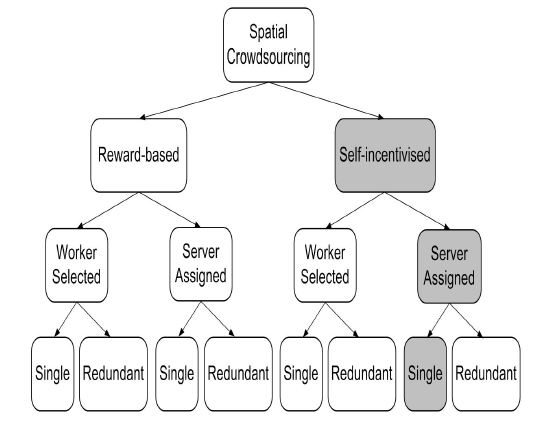 Spatial
Crowdsourcing
Reward-based
Self-incentivised
Worker
Selected
Server
Assigned
Worker
Selected
Server
Assigned
Single
Redundant
Single
Redundant
Single
Redundant
Single
Redundant